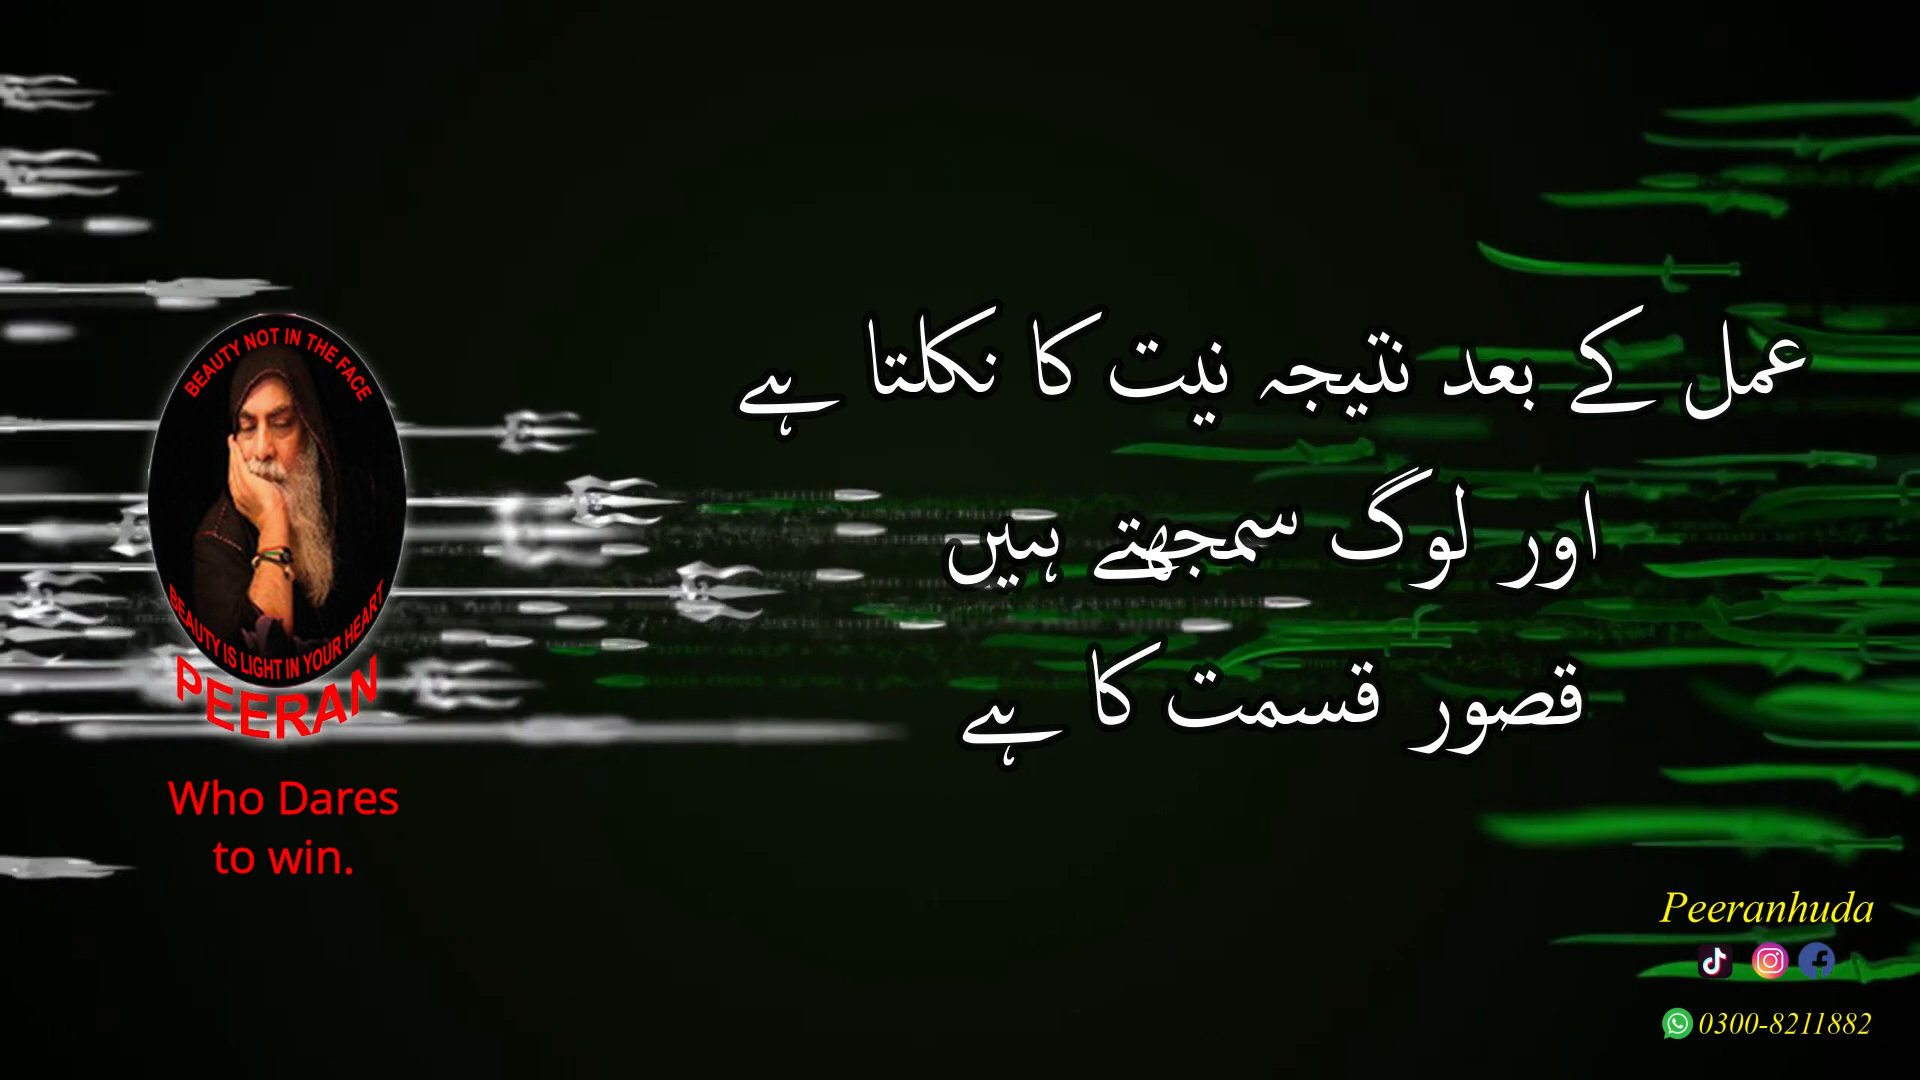 BEAUTY NOT IN THE FACE
BEAUTY IS LIGHT IN YOUR HEART
PEERAN
Who Dares
to win.
عمل کے بعد نتیجہ نیت کا نکلتا ہے
اور لوگ سمجھتے ہیں
قصور قسمت کا ہے
Peeranhuda
0300-8211882